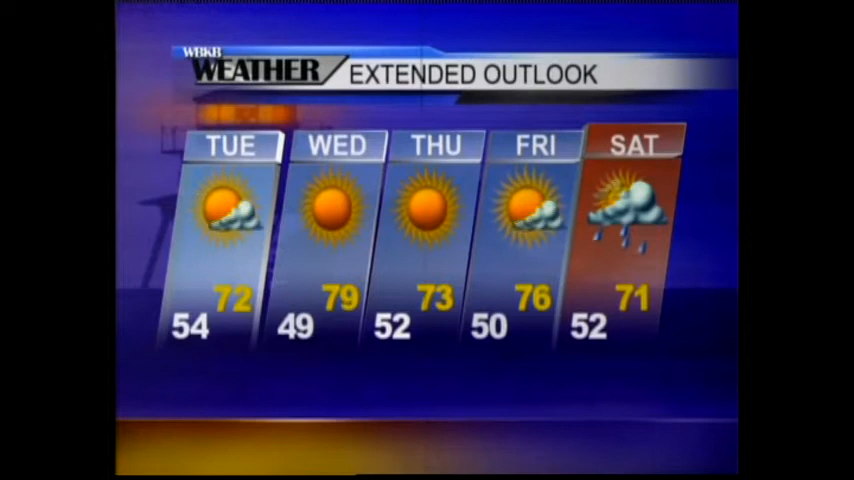 WBKB
WEATHER EXTENDED OUTLOOK
TUE WED THU FRI SAT
72 79 73 76 71
54 49 52 50 52